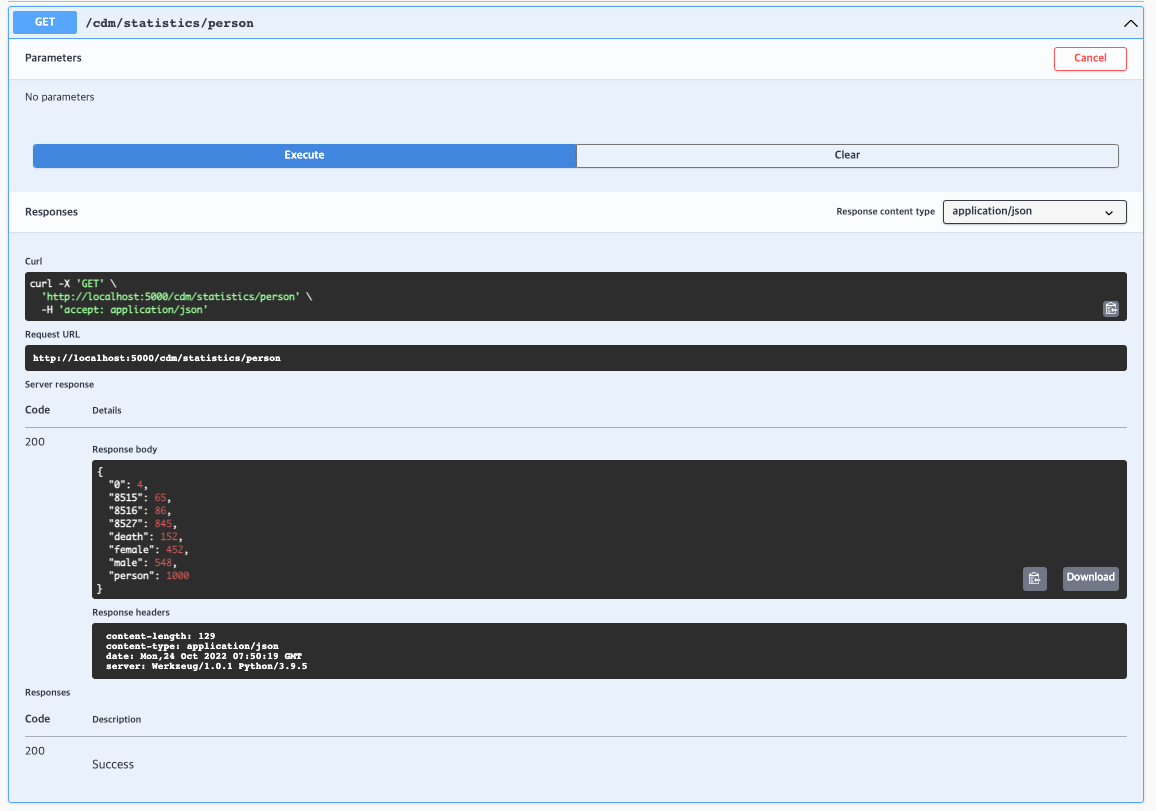 GET /cdm/statistics/person
Parameters Cancel
No parameters
Execute Clear
Responses Response content type application/json
Curl
curl -X 'GET' \
  'http://localhost:5000/cdm/statistics/person' \
  -H 'accept: application/json'
Request URL
http://localhost:5000/cdm/statistics/person
Server response
Code Details
200
Response body
{
  "0": 4,
  "8515": 65,
  "8516": 86,
  "8527": 845,
  "death": 152,
  "female": 452,
  "male": 548,
  "person": 1000
}
Download
Response headers
content-length: 129
content-type: application/json
date: Mon,24 Oct 2022 07:50:19 GMT
server: Werkzeug/1.0.1 Python/3.9.5
Responses
Code Description
200
Success